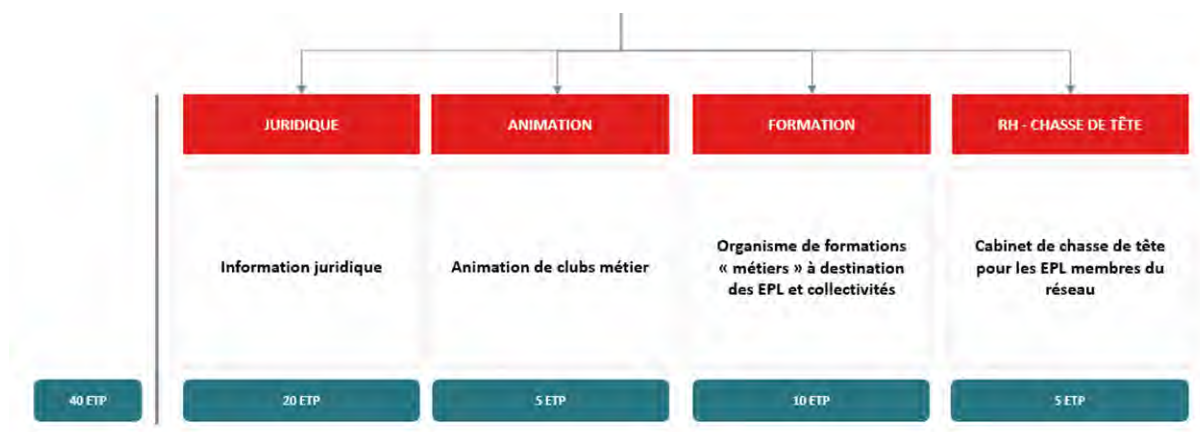 JURIDIQUE
ANIMATION
FORMATION
RH - CHASSE DE TÊTE
Information juridique
Animation de clubs métier
Organisme de formations
« métiers » à destination
des EPL et collectivités
Cabinet de chasse de tête
pour les EPL membres du
réseau
40 ETP
20 ETP
5 ETP
10 ETP
5 ETP